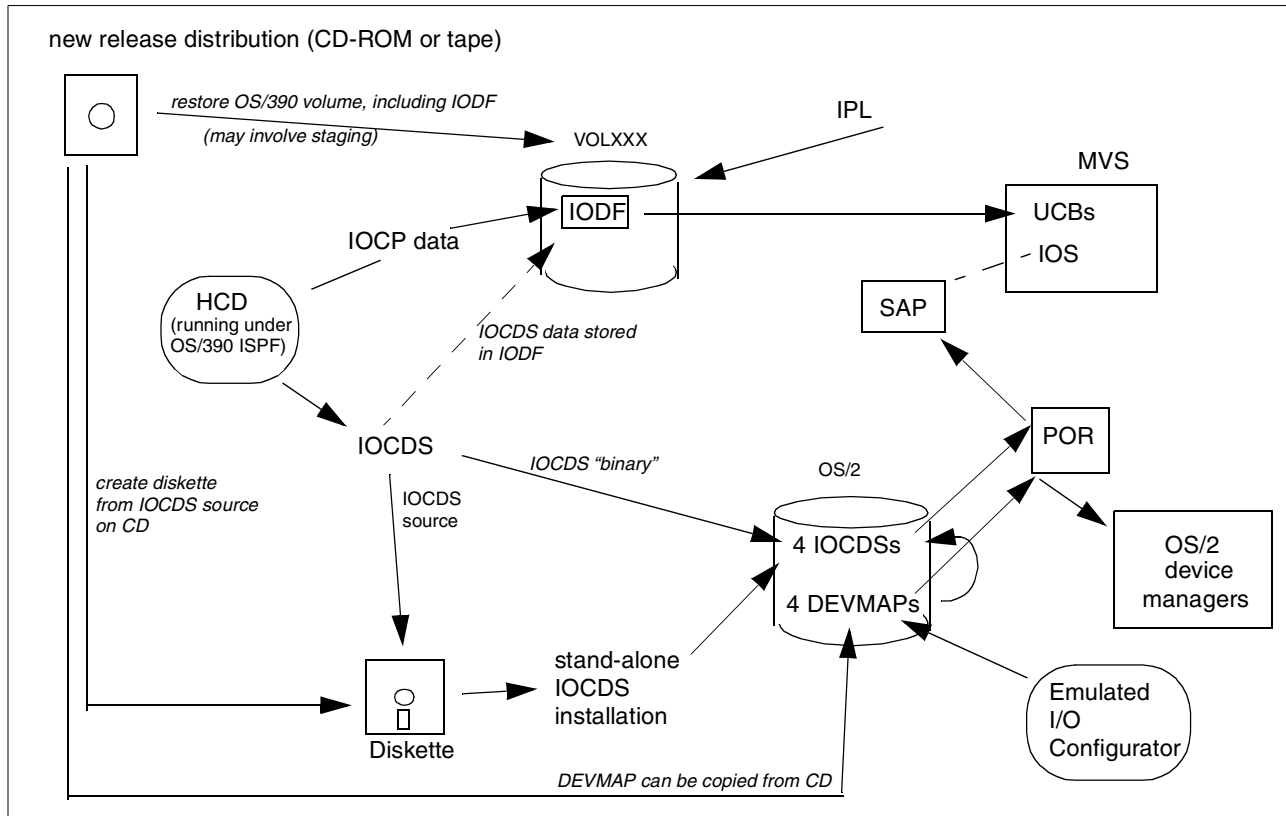 new release distribution (CD-ROM or tape)
restore OS/390 volume, including IODF
(may involve staging)
IPL
VOLXXX
MVS
IODF
UCBs
IOS
IOCP data
HCD
(running under
OS/390 ISPF)
SAP
IOCDS data stored
in IODF
IOCDS
POR
IOCDS “binary”
OS/2
create diskette
from IOCDS source
on CD
IOCDS
source
4 IOCDSs
4 DEVMAPs
OS/2
device
managers
stand-alone
IOCDS
installation
Emulated
I/O
Configurator
Diskette
DEVMAP can be copied from CD